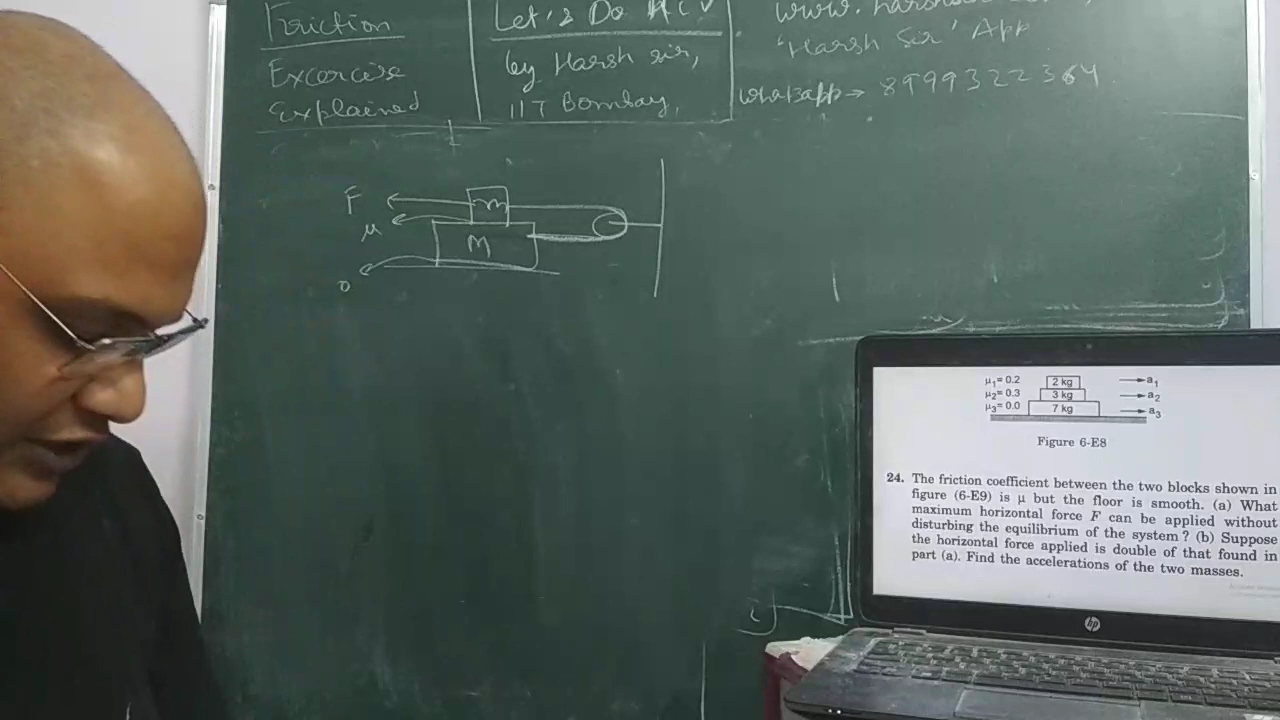 Friction
Excercise
Explained
Let's Do HCV
by Harsh sir,
IIT Bombay,
www.
'Harsh Sir' App
Whatsapp → 8999322364
F
m
μ
M
0
μ₁= 0.2 2 kg a₁
μ₂= 0.3 3 kg a₂
μ₃= 0.0 7 kg a₃
Figure 6-E8
24. The friction coefficient between the two blocks shown in
figure (6-E9) is μ but the floor is smooth. (a) What
maximum horizontal force F can be applied without
disturbing the equilibrium of the system ? (b) Suppose
the horizontal force applied is double of that found in
part (a). Find the accelerations of the two masses.
hp